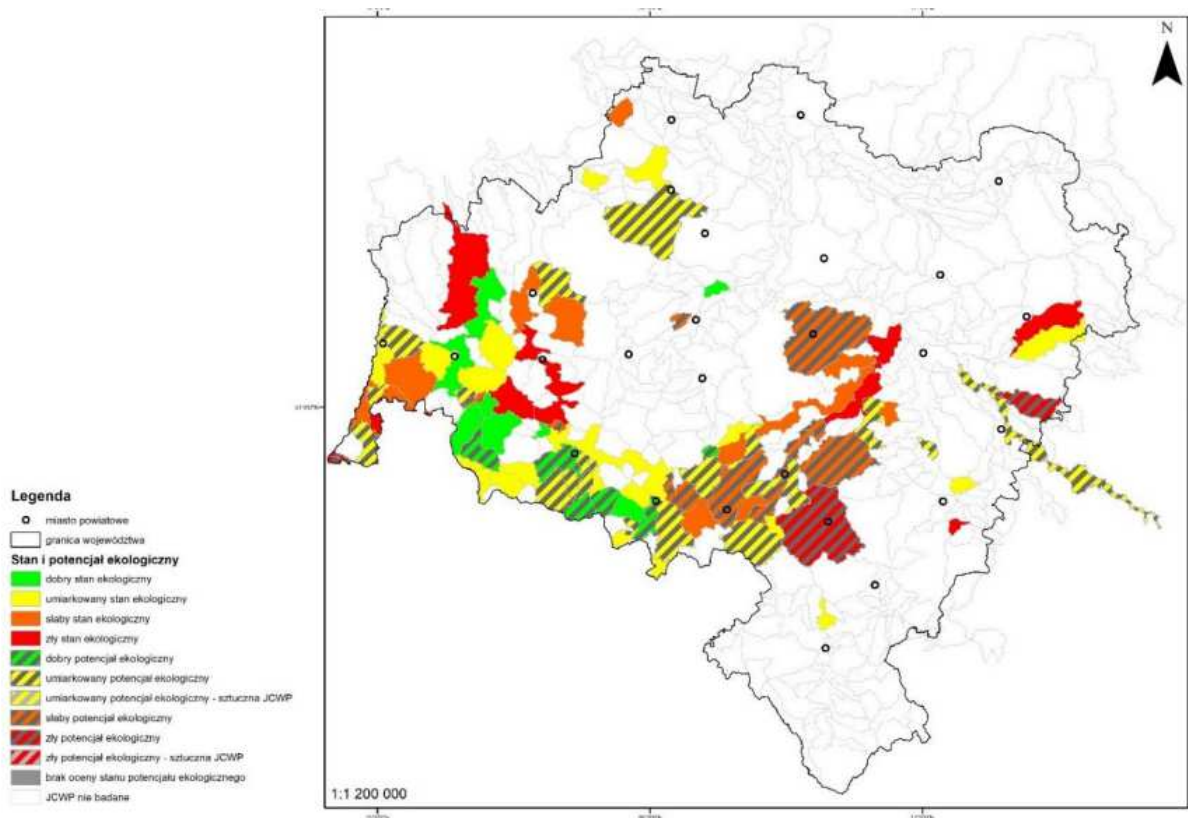 N
Legenda
miasto powiatowe
granica województwa
Stan i potencjał ekologiczny
dobry stan ekologiczny
umiarkowany stan ekologiczny
słaby stan ekologiczny
zły stan ekologiczny
dobry potencjał ekologiczny
umiarkowany potencjał ekologiczny
umiarkowany potencjał ekologiczny - sztuczna JCWP
słaby potencjał ekologiczny
zły potencjał ekologiczny
zły potencjał ekologiczny - sztuczna JCWP
brak oceny stanu potencjału ekologicznego
JCWP nie badane
1:1 200 000